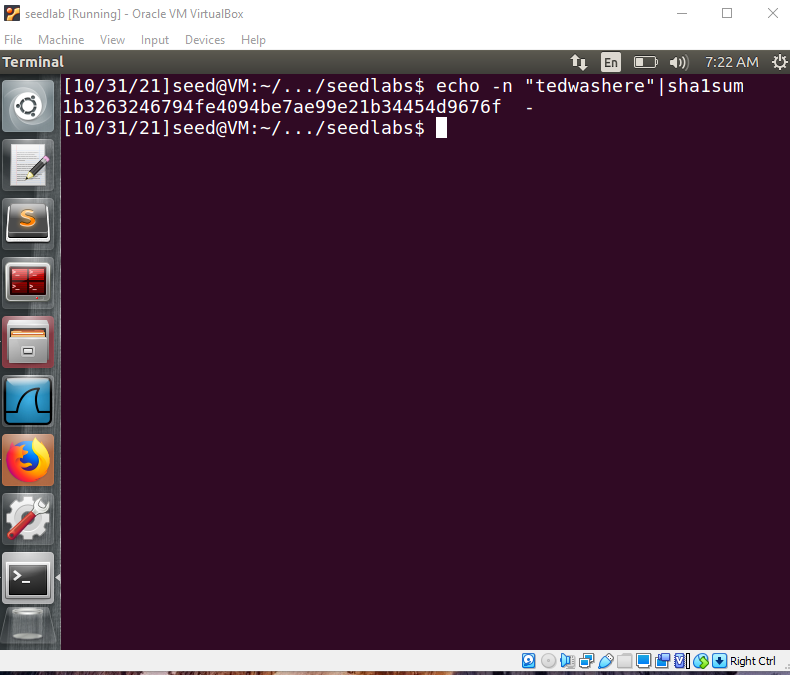 seedlab [Running] - Oracle VM VirtualBox
File Machine View Input Devices Help
Terminal En 7:22 AM
[10/31/21]seed@VM:~/.../seedlabs$ echo -n "tedwashere"|sha1sum
1b3263246794fe4094be7ae99e21b34454d9676f  -
[10/31/21]seed@VM:~/.../seedlabs$
Right Ctrl